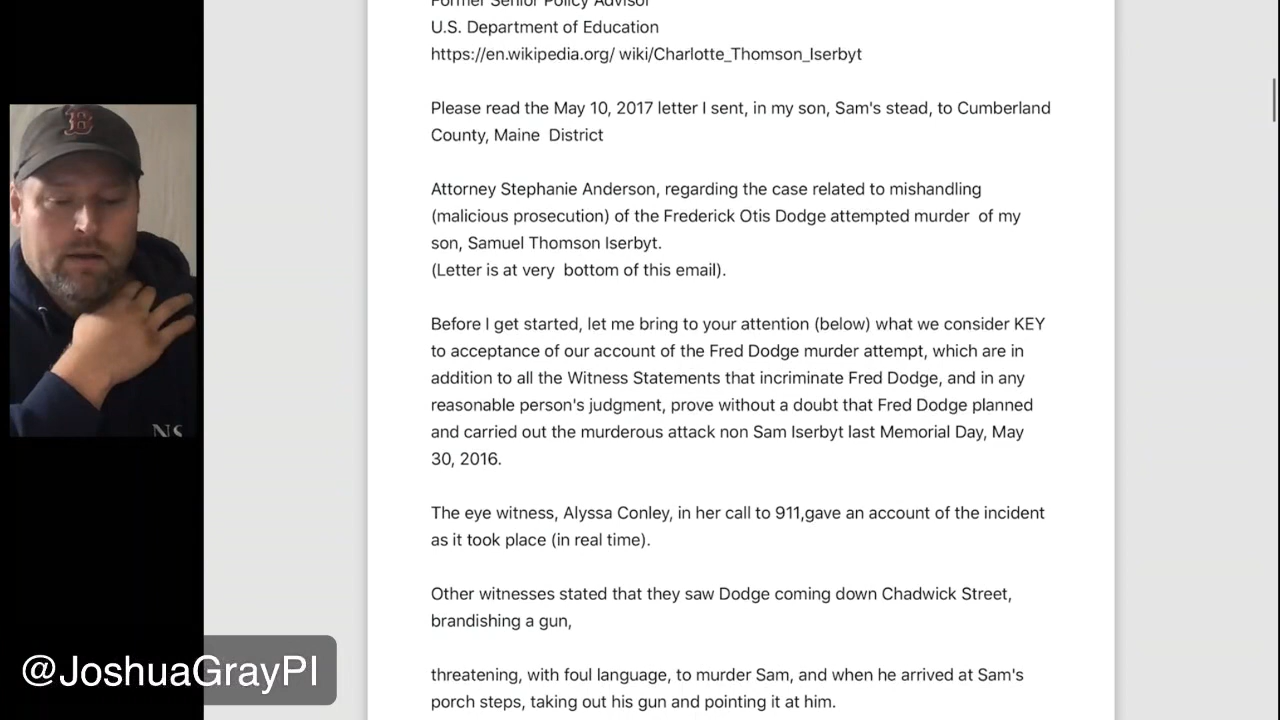 Former Senior Policy Advisor
U.S. Department of Education
https://en.wikipedia.org/ wiki/Charlotte_Thomson_Iserbyt
Please read the May 10, 2017 letter I sent, in my son, Sam's stead, to Cumberland
County, Maine  District
Attorney Stephanie Anderson, regarding the case related to mishandling
(malicious prosecution) of the Frederick Otis Dodge attempted murder  of my
son, Samuel Thomson Iserbyt.
(Letter is at very  bottom of this email).
Before I get started, let me bring to your attention (below) what we consider KEY
to acceptance of our account of the Fred Dodge murder attempt, which are in
addition to all the Witness Statements that incriminate Fred Dodge, and in any
reasonable person's judgment, prove without a doubt that Fred Dodge planned
and carried out the murderous attack non Sam Iserbyt last Memorial Day, May
30, 2016.
The eye witness, Alyssa Conley, in her call to 911,gave an account of the incident
as it took place (in real time).
Other witnesses stated that they saw Dodge coming down Chadwick Street,
brandishing a gun,
threatening, with foul language, to murder Sam, and when he arrived at Sam's
porch steps, taking out his gun and pointing it at him.
B
NS
@JoshuaGrayPI